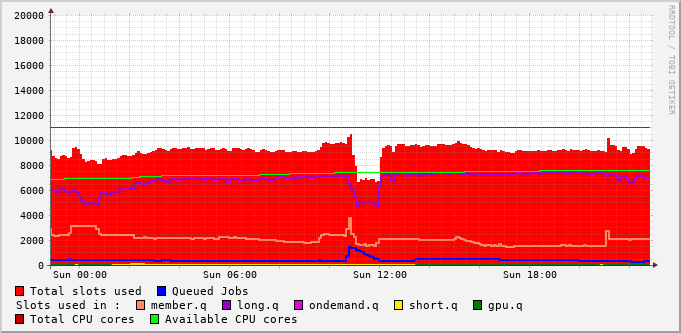 20000
18000
16000
14000
12000
10000
8000
6000
4000
2000
0
Sun 00:00 Sun 06:00 Sun 12:00 Sun 18:00
Total slots used Queued Jobs
Slots used in : member.q long.q ondemand.q short.q gpu.q
Total CPU cores Available CPU cores
RRDTOOL / TOBI OETIKER